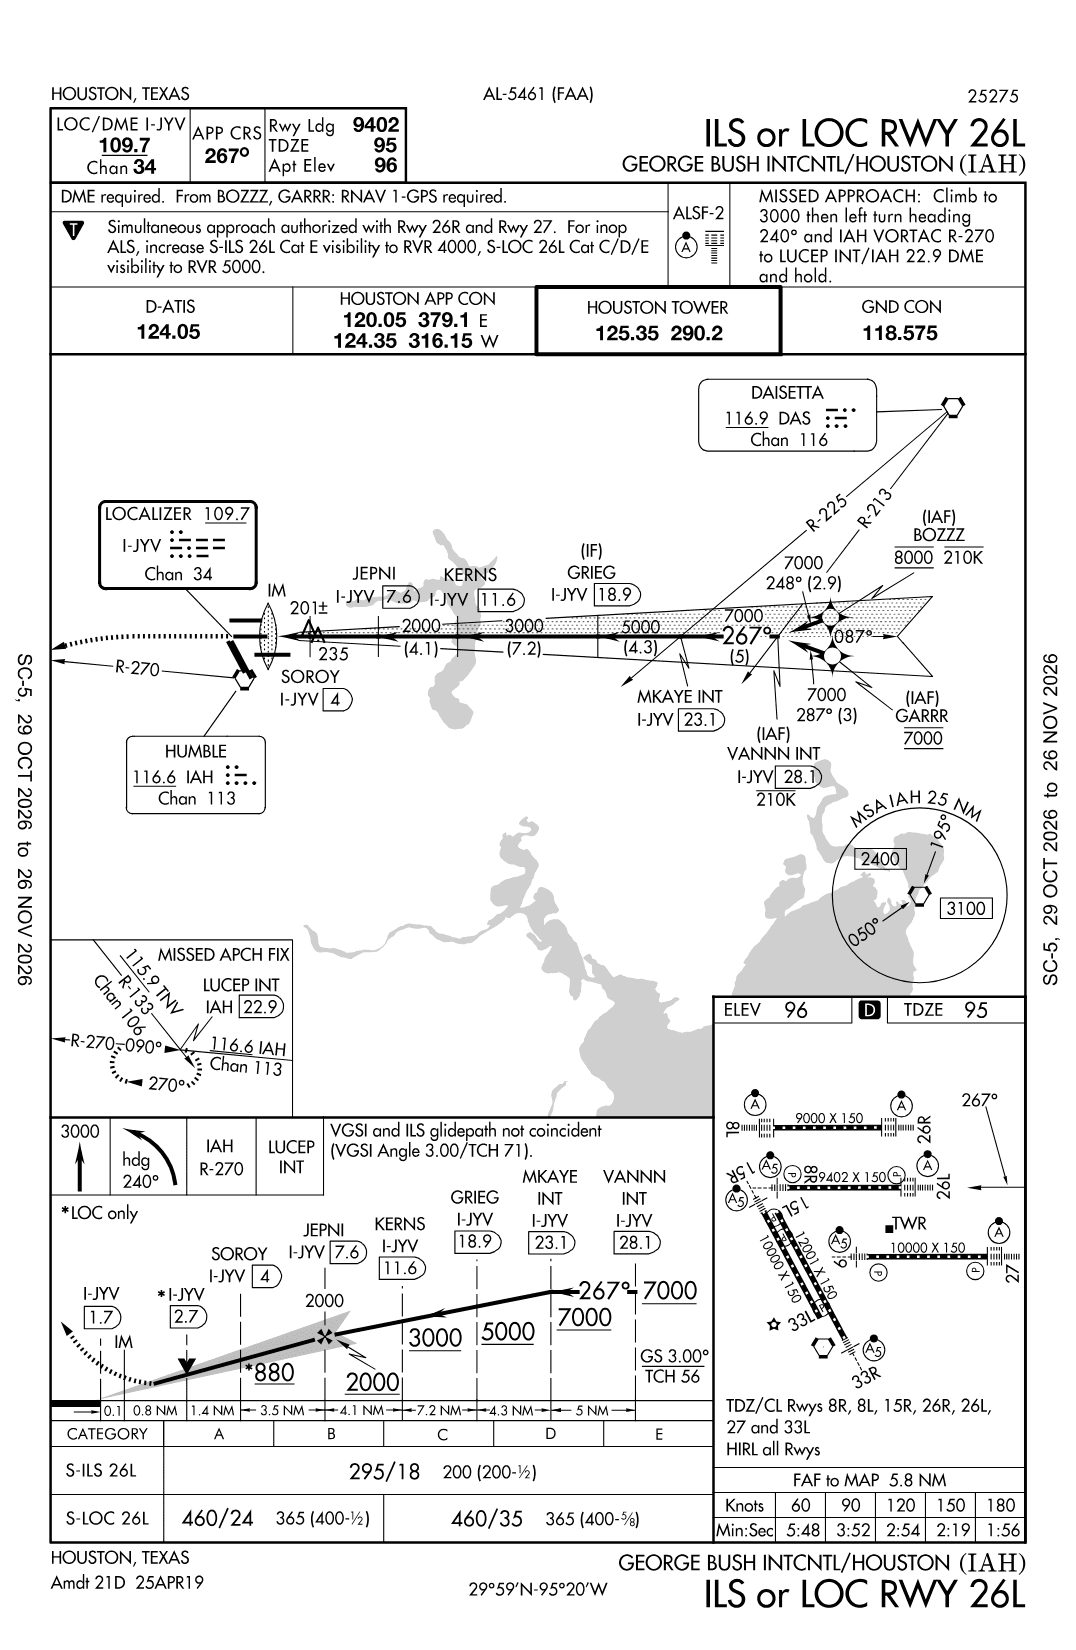 HOUSTON, TEXAS
AL-5461 (FAA)
25275
LOC/DME I-JYV
109.7
Chan 34
APP CRS
267°
Rwy Ldg 9402
TDZE 95
Apt Elev 96
ILS or LOC RWY 26L
GEORGE BUSH INTCNTL/HOUSTON (IAH)
DME required. From BOZZZ, GARRR: RNAV 1-GPS required.
T
Simultaneous approach authorized with Rwy 26R and Rwy 27. For inop
ALS, increase S-ILS 26L Cat E visibility to RVR 4000, S-LOC 26L Cat C/D/E
visibility to RVR 5000.
ALSF-2
A
MISSED APPROACH: Climb to
3000 then left turn heading
240° and IAH VORTAC R-270
to LUCEP INT/IAH 22.9 DME
and hold.
D-ATIS
124.05
HOUSTON APP CON
120.05 379.1 E
124.35 316.15 W
HOUSTON TOWER
125.35 290.2
GND CON
118.575
DAISETTA
116.9 DAS
Chan 116
R-225
R-213
LOCALIZER 109.7
I-JYV
Chan 34
(IAF)
BOZZZ
8000 210K
7000
248° (2.9)
(IF)
GRIEG
I-JYV 18.9
KERNS
I-JYV 11.6
JEPNI
I-JYV 7.6
IM
201±
235
2000
(4.1)
3000
(7.2)
5000
(4.3)
7000
267°
(5)
087°
R-270
SOROY
I-JYV 4
MKAYE INT
I-JYV 23.1
7000
287° (3)
(IAF)
GARRR
7000
(IAF)
VANNN INT
I-JYV 28.1
210K
HUMBLE
116.6 IAH
Chan 113
MSA IAH 25 NM
195°
2400
3100
050°
MISSED APCH FIX
115.9 TNV
R-133
Chan 106
LUCEP INT
IAH 22.9
R-270
090°
116.6 IAH
Chan 113
270°
SC-5, 29 OCT 2026 to 26 NOV 2026
SC-5, 29 OCT 2026 to 26 NOV 2026
ELEV 96
D
TDZE 95
A
A
8L
9000 X 150
26R
267°
15R
A5
P
8R
9402 X 150
P
A
26L
A5
15L
P
P
10000 X 150
12001 X 150
P
TWR
A5
9
P
10000 X 150
P
A
27
33L
A5
33R
TDZ/CL Rwys 8R, 8L, 15R, 26R, 26L,
27 and 33L
HIRL all Rwys
FAF to MAP 5.8 NM
Knots 60 90 120 150 180
Min:Sec 5:48 3:52 2:54 2:19 1:56
3000
hdg
240°
IAH
R-270
LUCEP
INT
VGSI and ILS glidepath not coincident
(VGSI Angle 3.00/TCH 71).
*LOC only
VANNN
INT
I-JYV
28.1
MKAYE
INT
I-JYV
23.1
GRIEG
I-JYV
18.9
KERNS
I-JYV
11.6
JEPNI
I-JYV 7.6
SOROY
I-JYV 4
*I-JYV
2.7
I-JYV
1.7
IM
2000
267°
7000
7000
5000
3000
2000
*880
GS 3.00°
TCH 56
0.1 0.8 NM 1.4 NM 3.5 NM 4.1 NM 7.2 NM 4.3 NM 5 NM
CATEGORY A B C D E
S-ILS 26L 295/18 200 (200-½)
S-LOC 26L 460/24 365 (400-½) 460/35 365 (400-⅝)
HOUSTON, TEXAS
Amdt 21D 25APR19
29°59'N-95°20'W
GEORGE BUSH INTCNTL/HOUSTON (IAH)
ILS or LOC RWY 26L